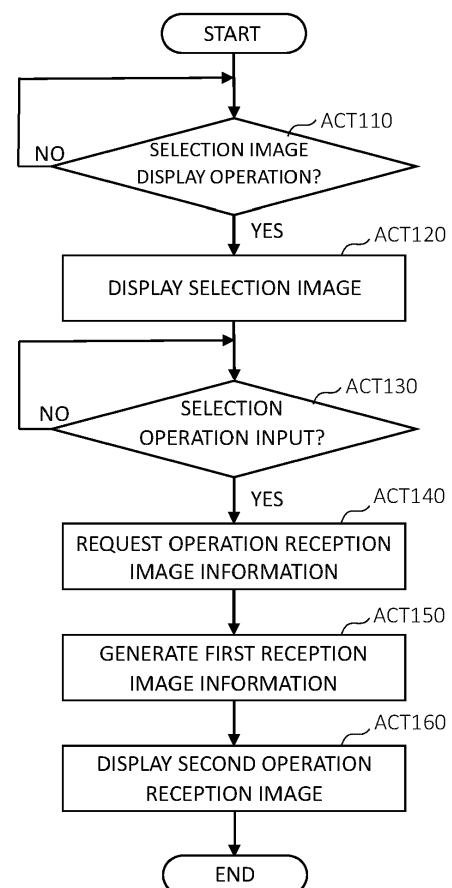 START
ACT110
SELECTION IMAGE
DISPLAY OPERATION?
NO
YES
ACT120
DISPLAY SELECTION IMAGE
ACT130
SELECTION
OPERATION INPUT?
NO
YES
ACT140
REQUEST OPERATION RECEPTION
IMAGE INFORMATION
ACT150
GENERATE FIRST RECEPTION
IMAGE INFORMATION
ACT160
DISPLAY SECOND OPERATION
RECEPTION IMAGE
END